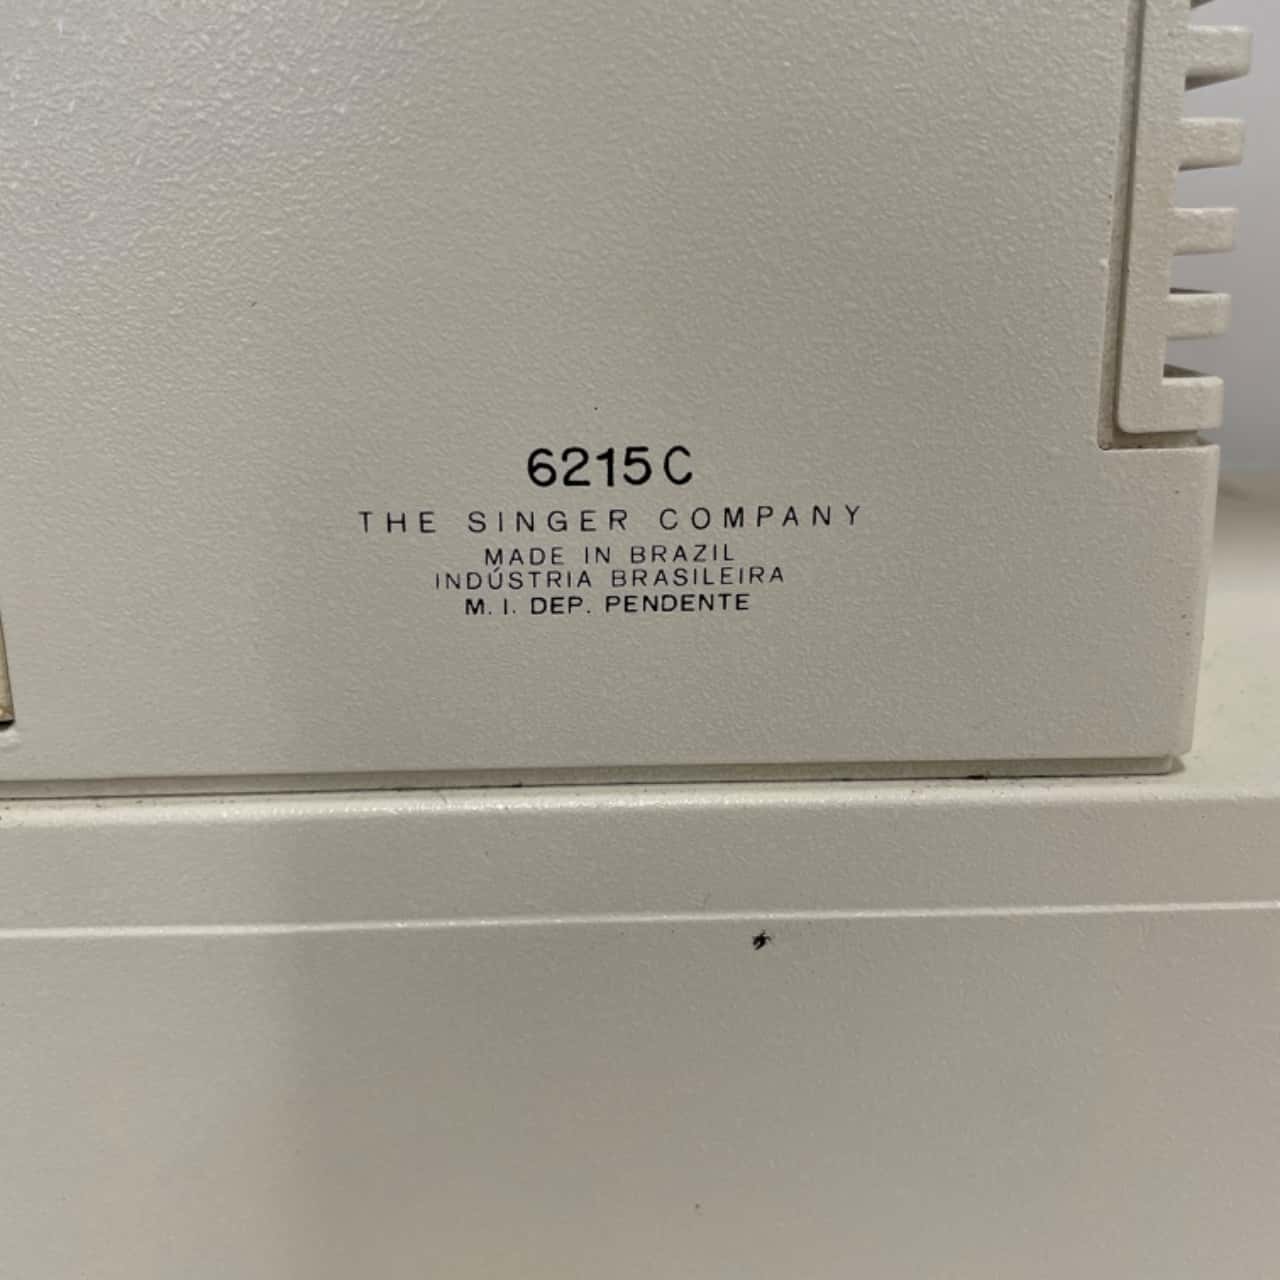 6215C
THE SINGER COMPANY
MADE IN BRAZIL
INDÚSTRIA BRASILEIRA
M. I. DEP. PENDENTE